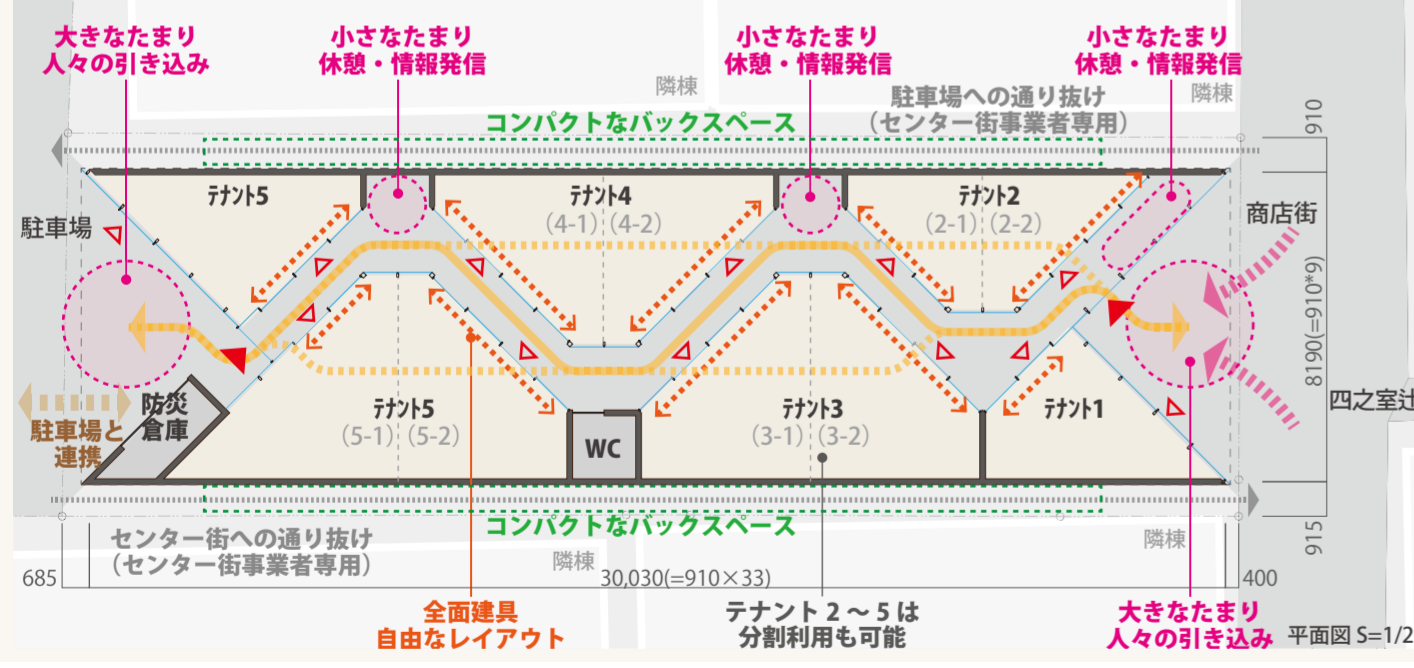 大きなたまり
人々の引き込み
小さなたまり
休憩・情報発信
小さなたまり
休憩・情報発信
小さなたまり
休憩・情報発信
隣棟
駐車場への通り抜け
(センター街事業者専用)
隣棟
コンパクトなバックスペース
910
テナント5
テナント4
(4-1) (4-2)
テナント2
(2-1) (2-2)
駐車場
商店街
8190(=910*9)
四之室辻
防災
倉庫
駐車場と
連携
テナント5
(5-1) (5-2)
WC
テナント3
(3-1) (3-2)
テナント1
コンパクトなバックスペース
センター街への通り抜け
(センター街事業者専用)
隣棟
隣棟
915
685
30,030(=910×33)
400
全面建具
自由なレイアウト
テナント 2 ～ 5 は
分割利用も可能
大きなたまり
人々の引き込み
平面図 S=1/2